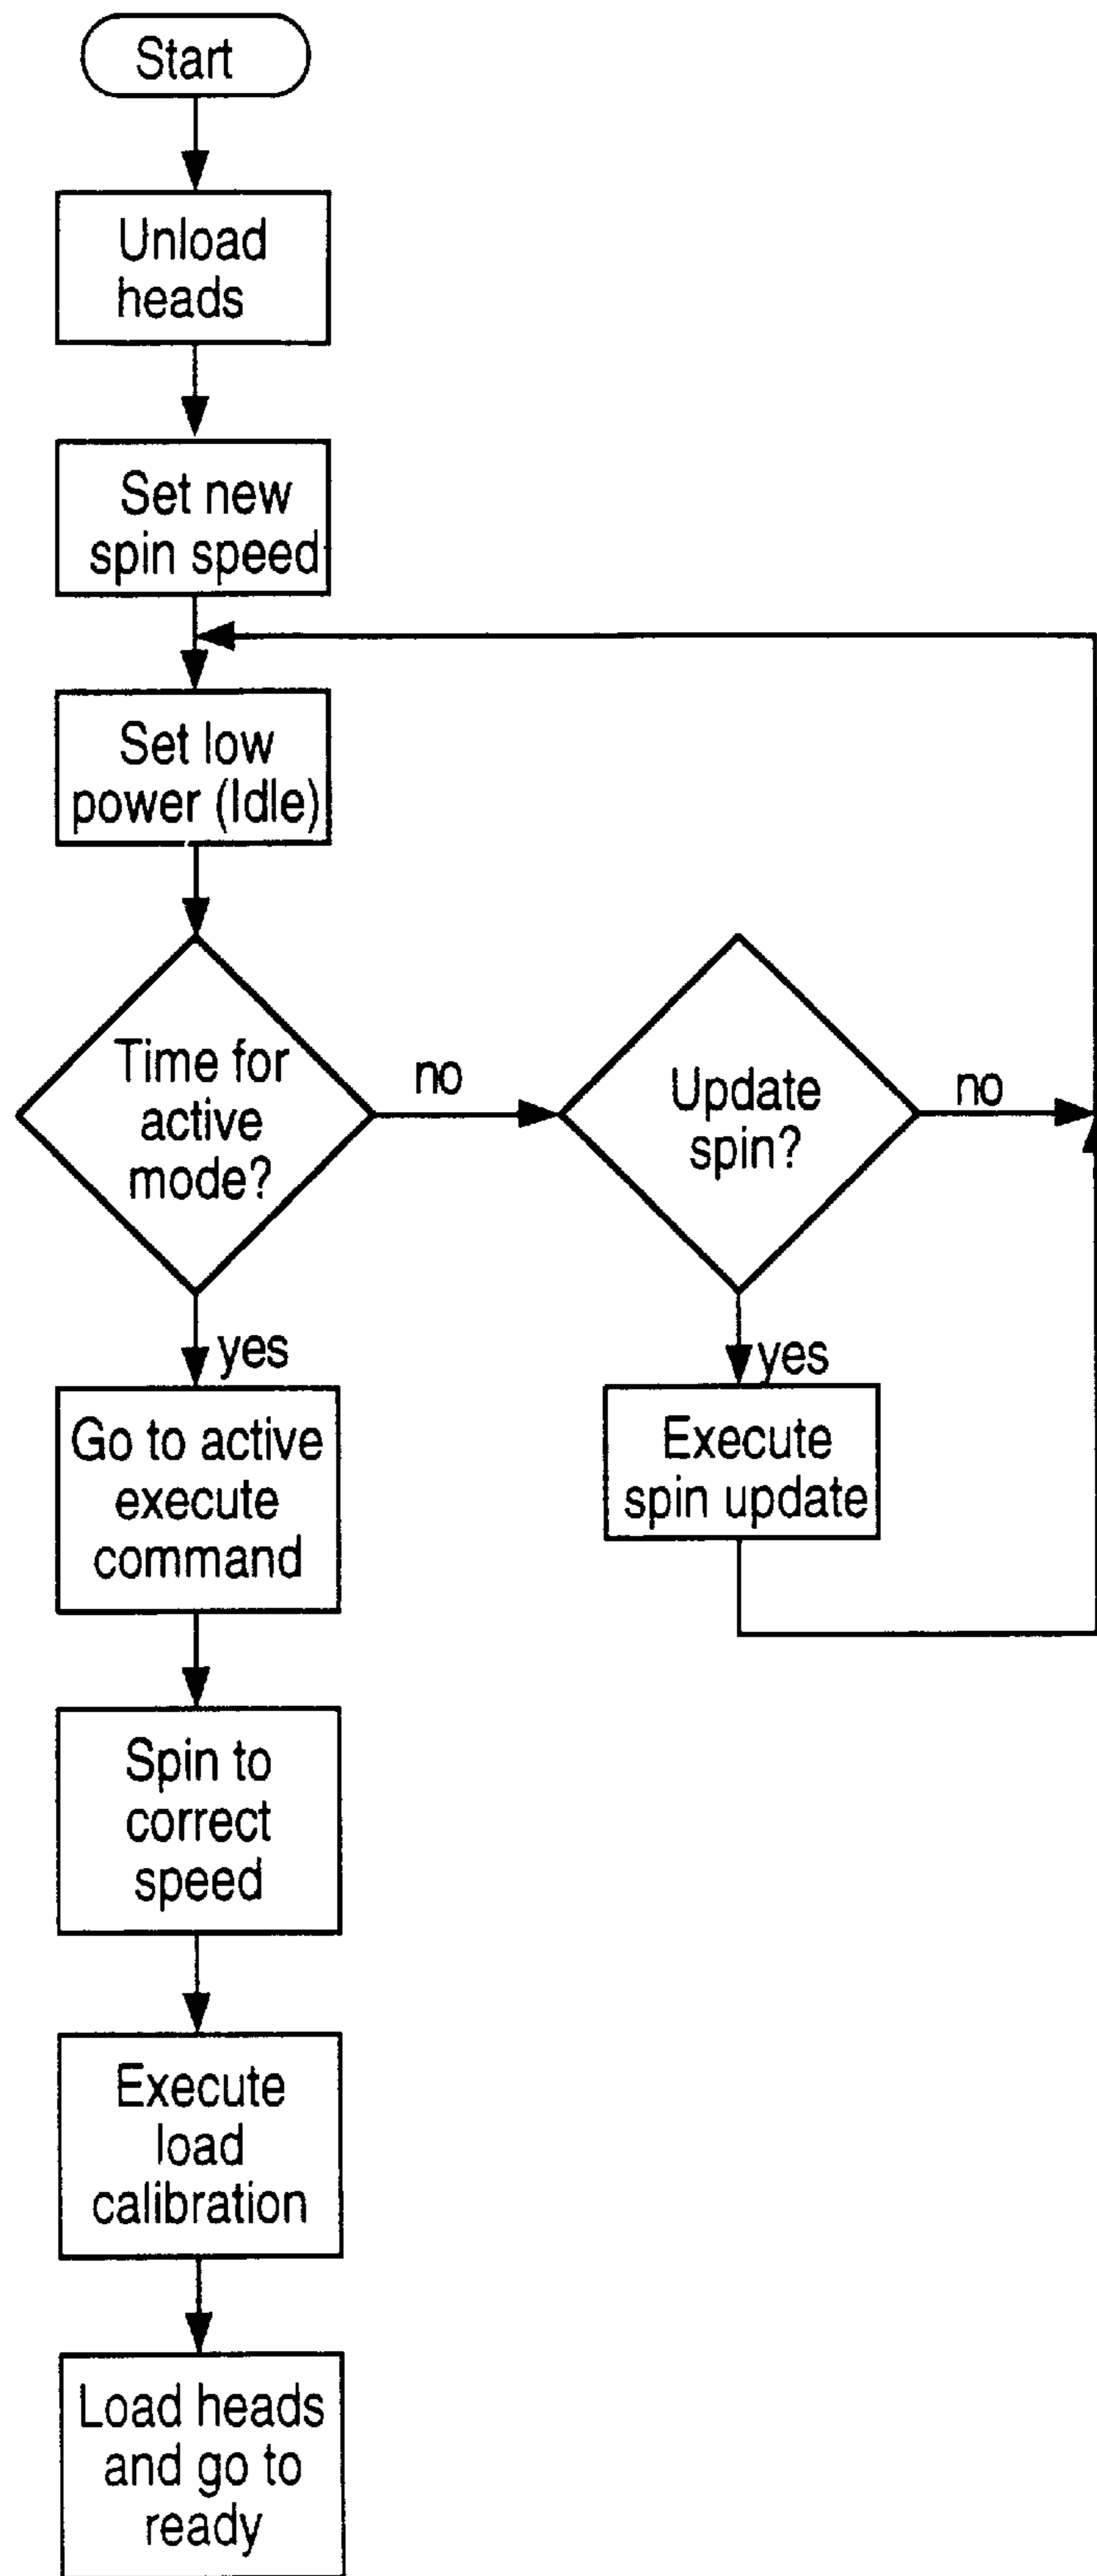 Start
Unload
heads
Set new
spin speed
Set low
power (Idle)
Time for
active
mode?
no
Update
spin?
no
yes
yes
Go to active
execute
command
Execute
spin update
Spin to
correct
speed
Execute
load
calibration
Load heads
and go to
ready